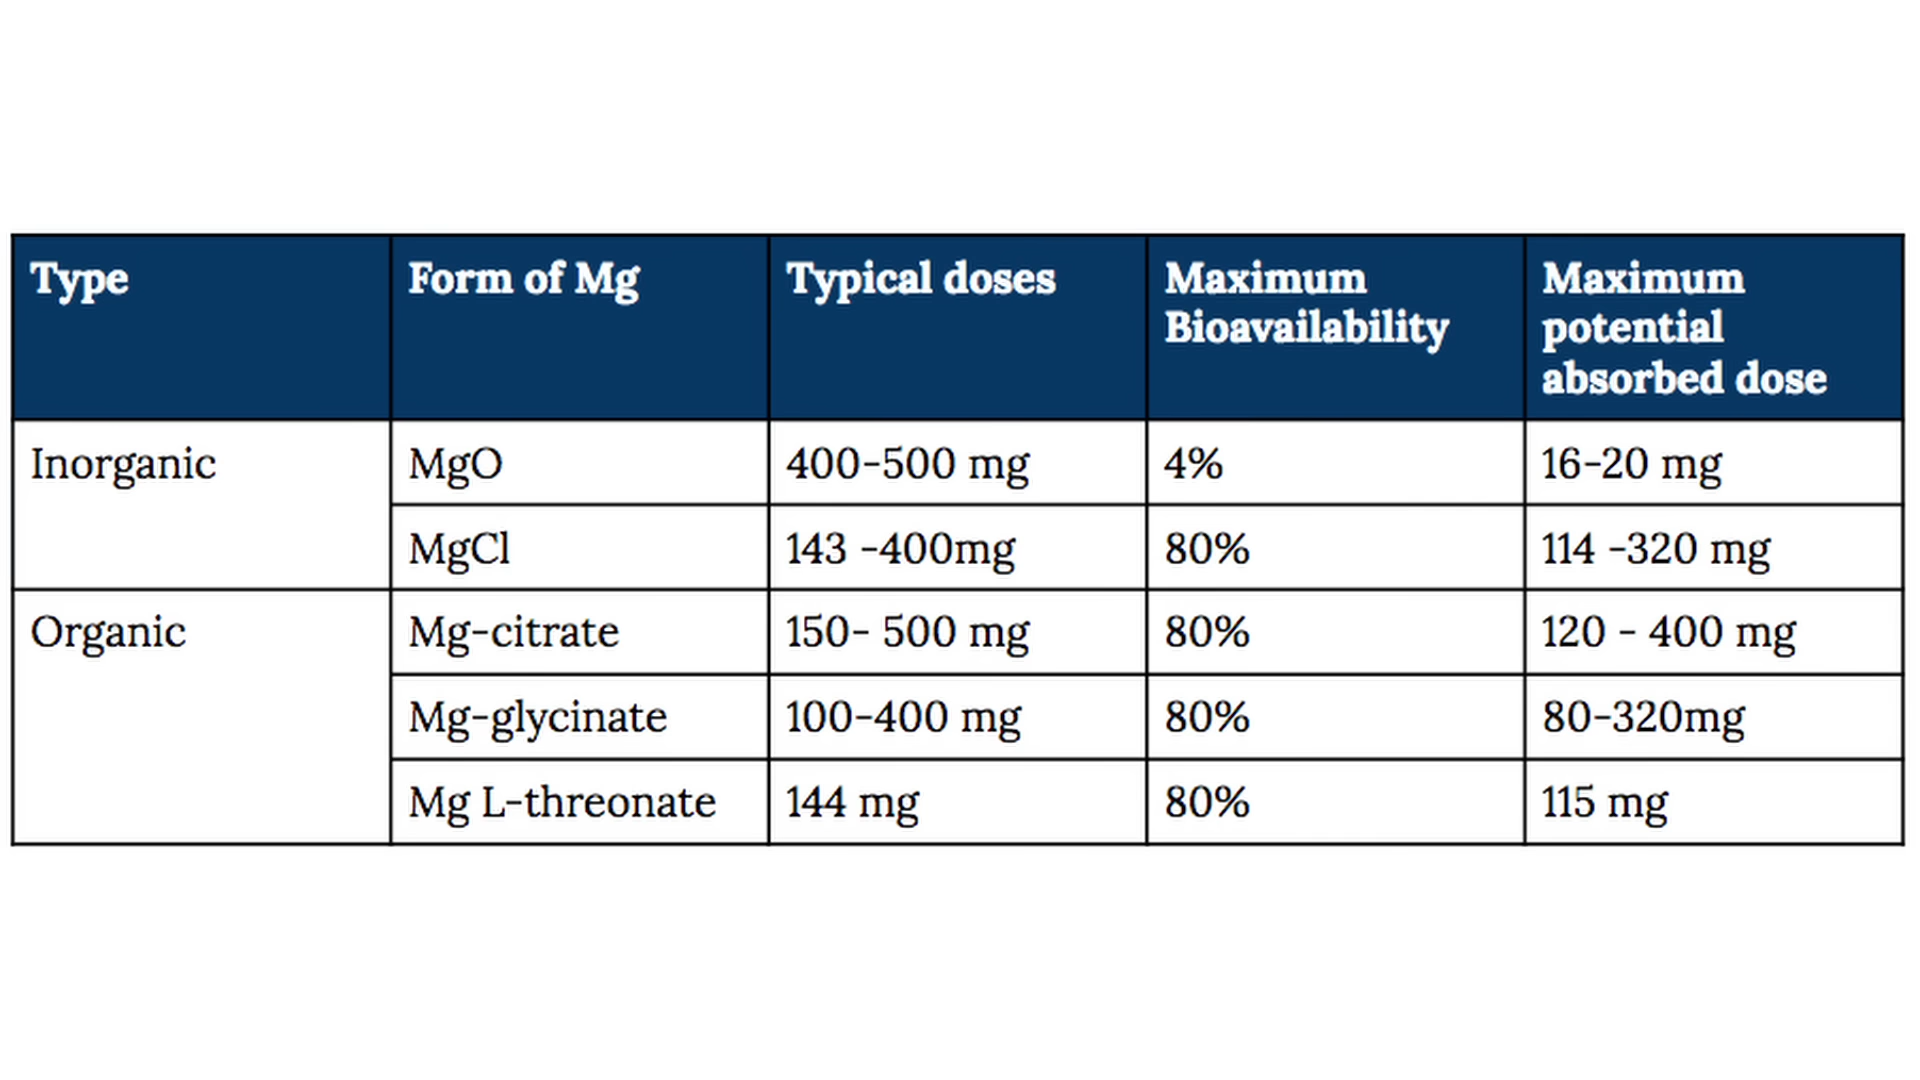 Type
Form of Mg
Typical doses
Maximum
Bioavailability
Maximum
potential
absorbed dose
Inorganic
MgO
400-500 mg
4%
16-20 mg
MgCl
143 -400mg
80%
114 -320 mg
Organic
Mg-citrate
150- 500 mg
80%
120 - 400 mg
Mg-glycinate
100-400 mg
80%
80-320mg
Mg L-threonate
144 mg
80%
115 mg